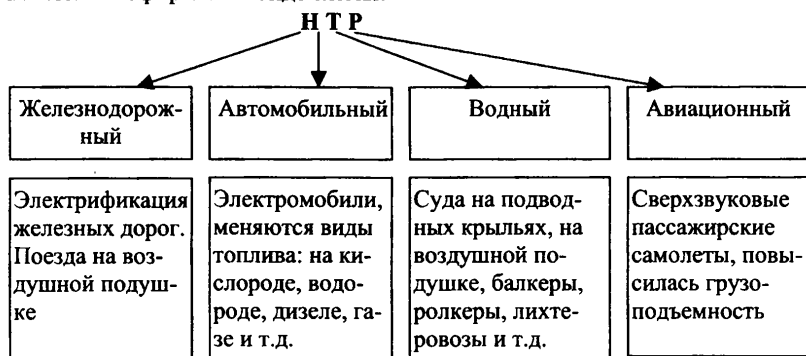 Н Т Р
Железнодорож-
ный
Автомобильный
Водный
Авиационный
Электрификация
железных дорог.
Поезда на воз-
душной подуш-
ке
Электромобили,
меняются виды
топлива: на ки-
слороде, водо-
роде, дизеле, га-
зе и т.д.
Суда на подвод-
ных крыльях, на
воздушной по-
душке, балкеры,
ролкеры, лихте-
ровозы и т.д.
Сверхзвуковые
пассажирские
самолеты, повы-
силась грузо-
подъемность